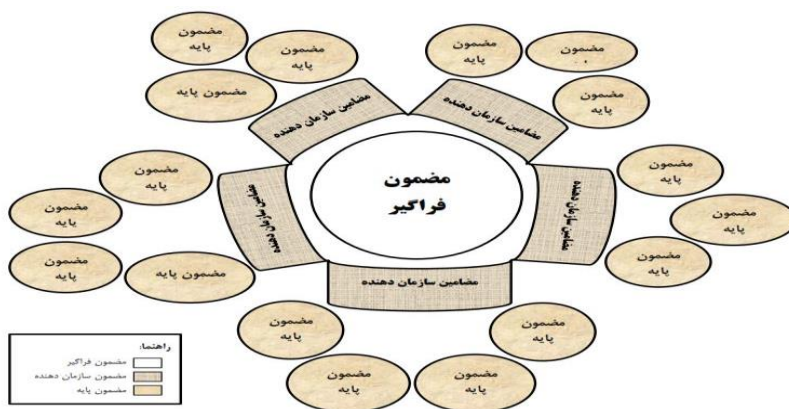 مضمون
پایه
مضمون
پایه
مضمون پایه
مضمون
پایه
مضمون
مضمون
پایه
مضامین سازمان دهنده
مضامین سازمان دهنده
مضمون
فراگیر
مضامین سازمان دهنده
مضامین سازمان دهنده
مضامین سازمان دهنده
مضمون
پایه
مضمون
پایه
مضمون
پایه
مضمون
پایه
مضمون
پایه
مضمون
پایه
مضمون پایه
مضمون
پایه
مضمون
پایه
مضمون
پایه
مضمون
پایه
راهنما:
مضمون فراگیر
مضمون سازمان دهنده
مضمون پایه